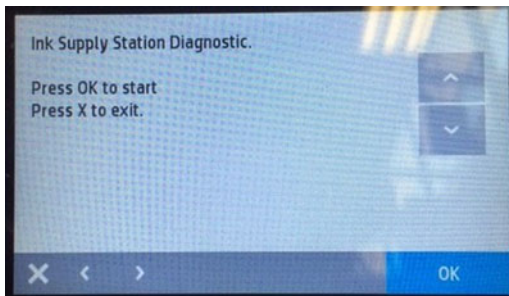 Ink Supply Station Diagnostic.
Press OK to start
Press X to exit.
OK